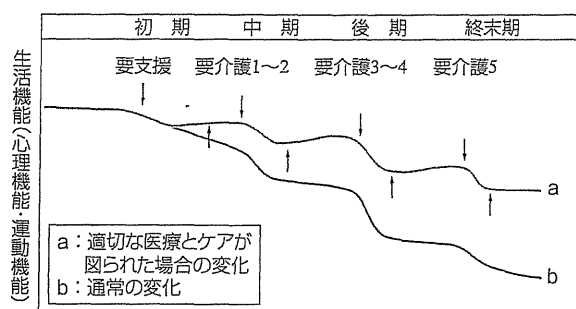 初期 中期 後期 終末期
要支援 要介護1〜2 要介護3〜4 要介護5
生活機能(心理機能・運動機能)
a
b
a：適切な医療とケアが
図られた場合の変化
b：通常の変化